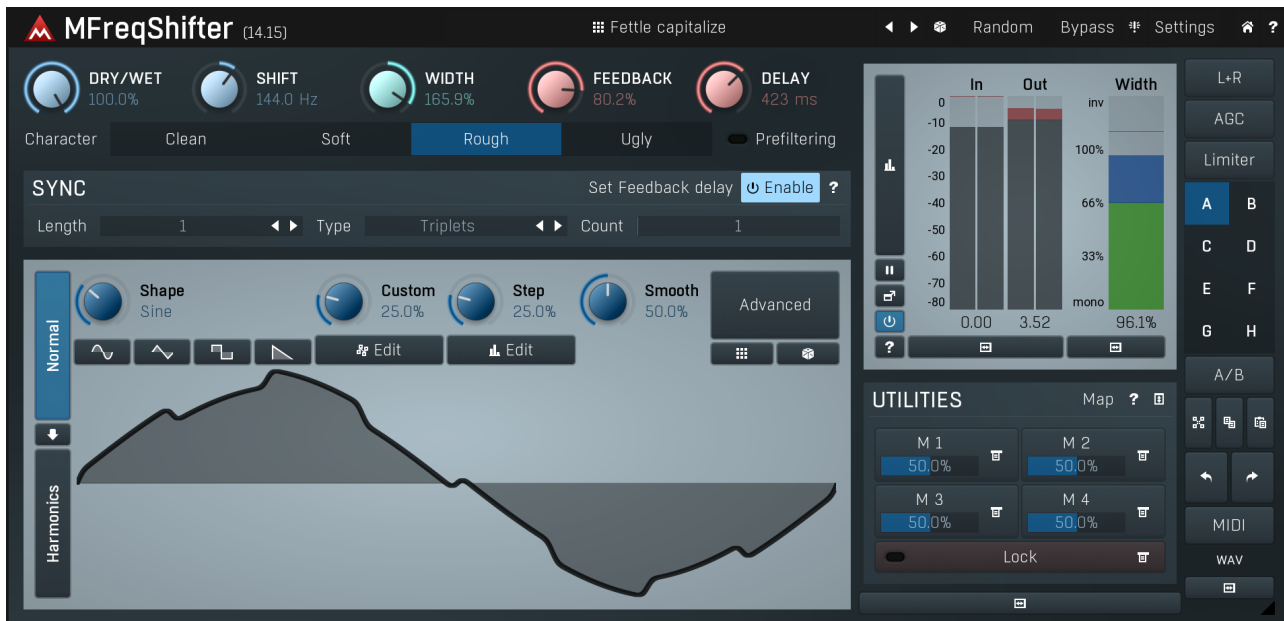 MFreqShifter (14.15)
Fettle capitalize
Random
Bypass
Settings
?
DRY/WET
100.0%
SHIFT
144.0 Hz
WIDTH
165.9%
FEEDBACK
80.2%
DELAY
423 ms
Character
Clean
Soft
Rough
Ugly
Prefiltering
SYNC
Set Feedback delay
Enable
?
Length
1
Type
Triplets
Count
1
Normal
Harmonics
Shape
Sine
Custom
25.0%
Step
25.0%
Smooth
50.0%
Advanced
Edit
Edit
In
Out
Width
0
-10
-20
-30
-40
-50
-60
-70
-80
inv
100%
66%
33%
mono
0.00
3.52
96.1%
?
UTILITIES
Map
?
M 1
50.0%
M 2
50.0%
M 3
50.0%
M 4
50.0%
Lock
L+R
AGC
Limiter
A
B
C
D
E
F
G
H
A/B
MIDI
WAV